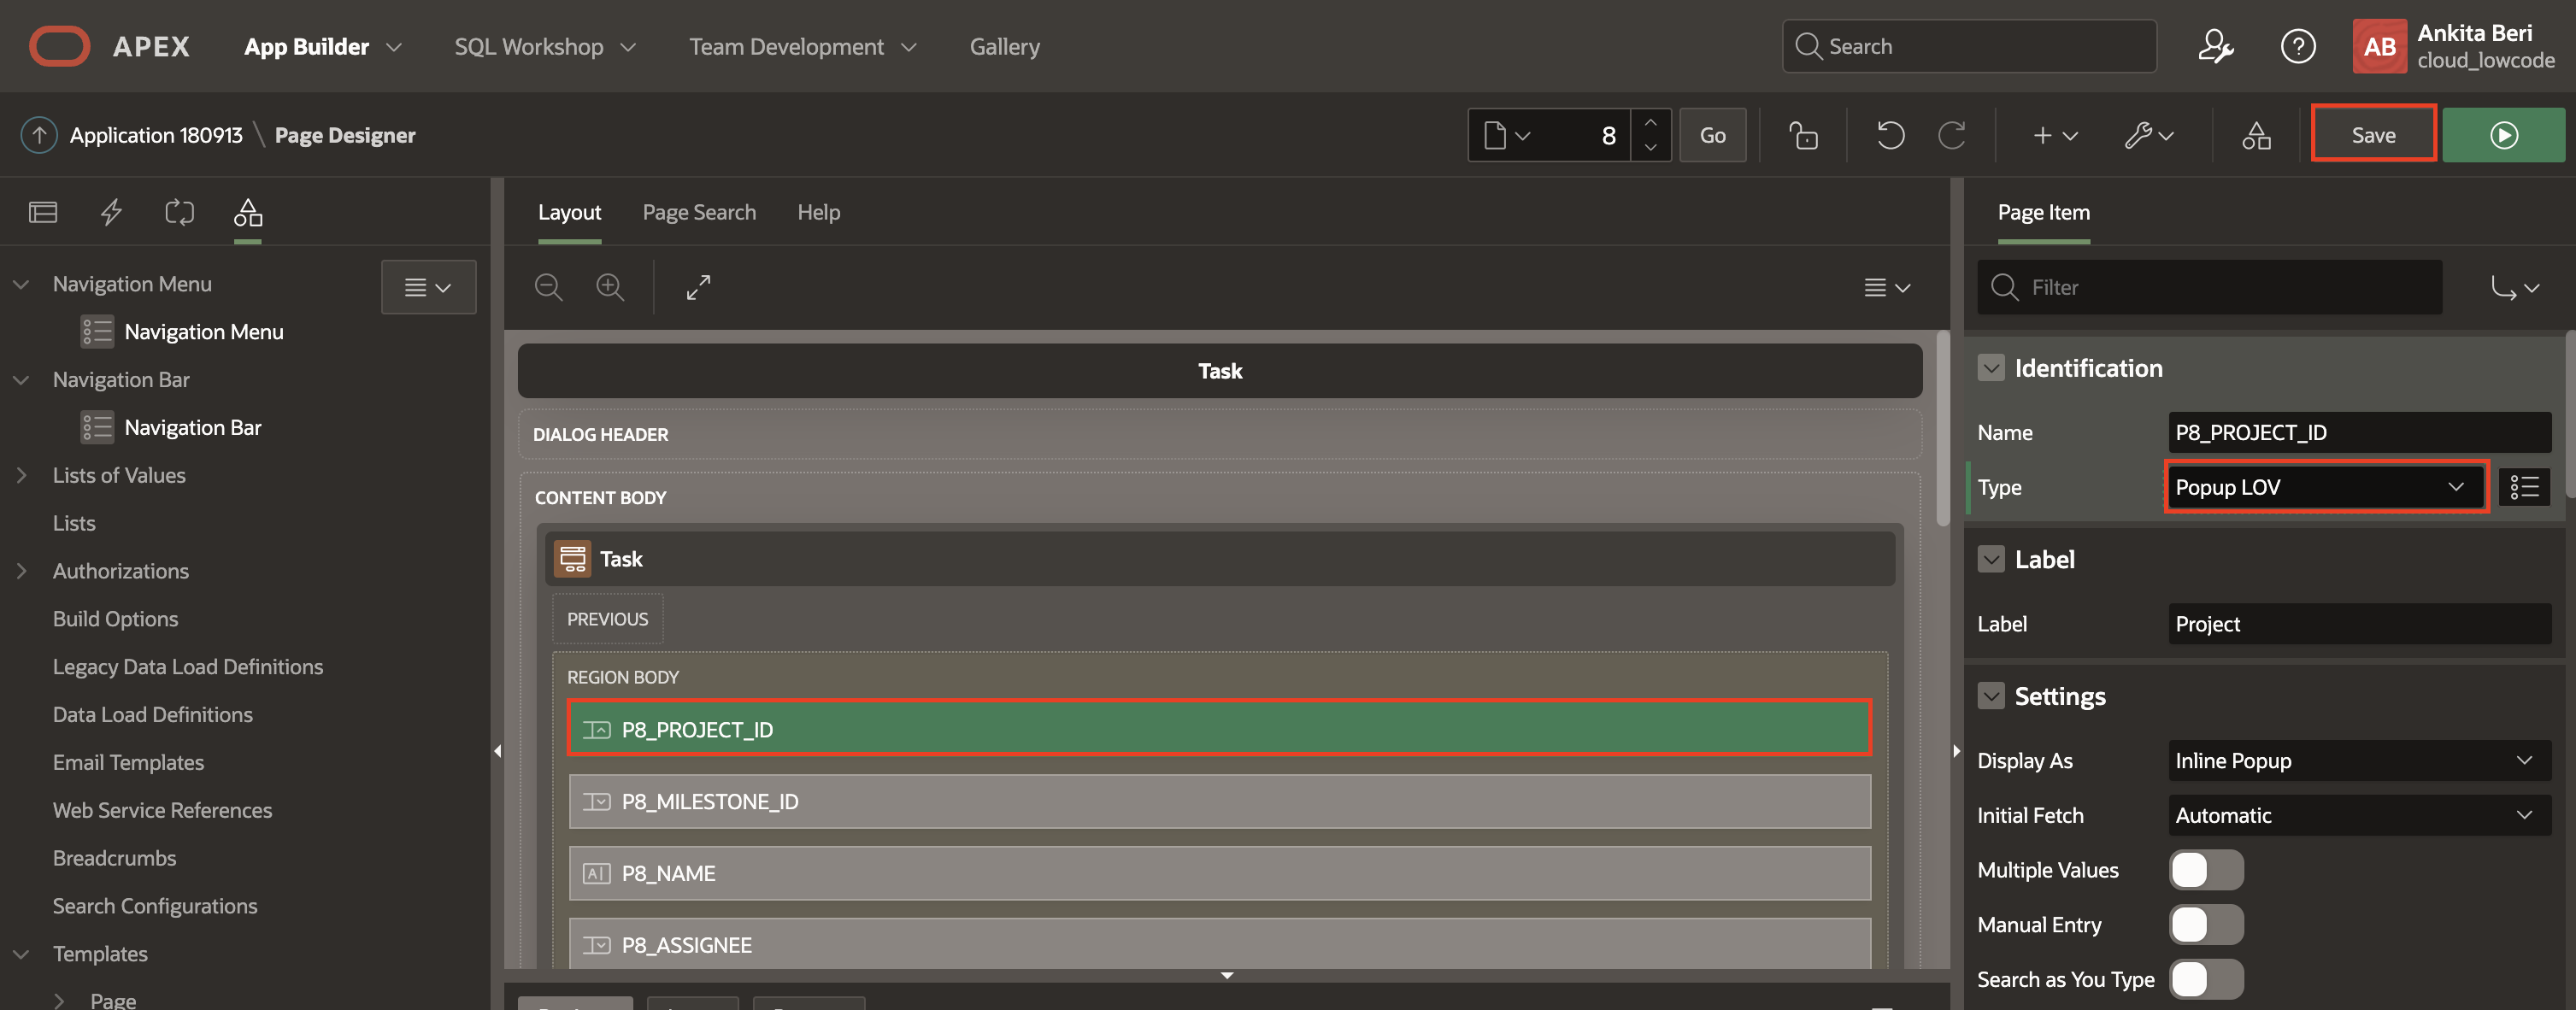 APEX
App Builder
SQL Workshop
Team Development
Gallery
Search
AB
Ankita Beri
cloud_lowcode
Application 180913 \ Page Designer
8
Go
Save
Navigation Menu
Navigation Menu
Navigation Bar
Navigation Bar
Lists of Values
Lists
Authorizations
Build Options
Legacy Data Load Definitions
Data Load Definitions
Email Templates
Web Service References
Breadcrumbs
Search Configurations
Templates
Page
Layout
Page Search
Help
Task
DIALOG HEADER
CONTENT BODY
Task
PREVIOUS
REGION BODY
P8_PROJECT_ID
P8_MILESTONE_ID
P8_NAME
P8_ASSIGNEE
Page Item
Filter
Identification
Name P8_PROJECT_ID
Type Popup LOV
Label
Label Project
Settings
Display As Inline Popup
Initial Fetch Automatic
Multiple Values
Manual Entry
Search as You Type